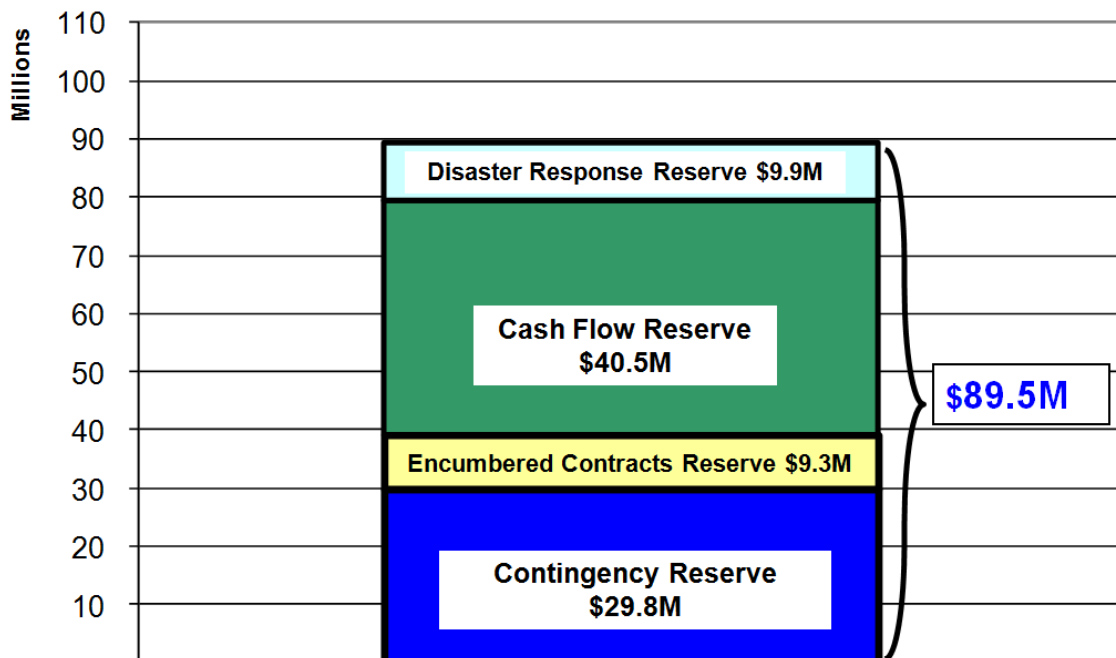 Millions
110
100
90
80
70
60
50
40
30
20
10
Disaster Response Reserve $9.9M
Cash Flow Reserve
$40.5M
Encumbered Contracts Reserve $9.3M
Contingency Reserve
$29.8M
$89.5M